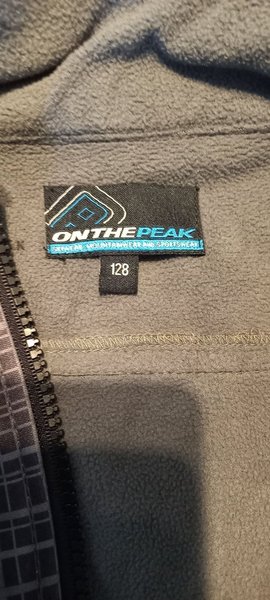 ONTHEPEAK
SKIWEAR, MOUNTAINWEAR AND SPORTSWEAR
128